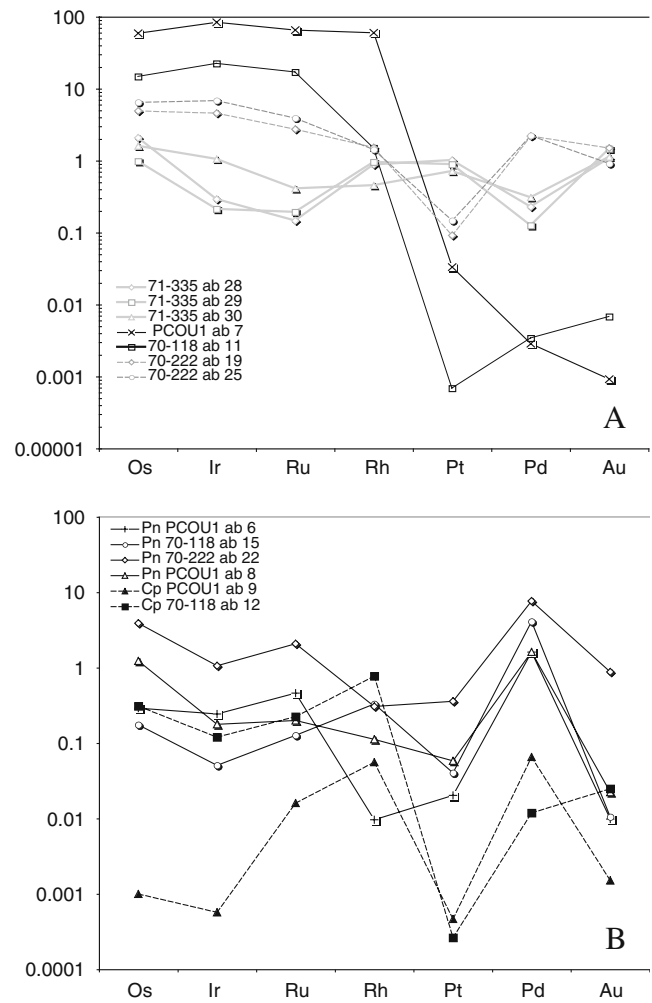 100
10
1
0.1
0.01
0.001
0.00001
71-335 ab 28
71-335 ab 29
71-335 ab 30
PCOU1 ab 7
70-118 ab 11
70-222 ab 19
70-222 ab 25
A
Os Ir Ru Rh Pt Pd Au
100
10
1
0.1
0.01
0.001
0.0001
Pn PCOU1 ab 6
Pn 70-118 ab 15
Pn 70-222 ab 22
Pn PCOU1 ab 8
Cp PCOU1 ab 9
Cp 70-118 ab 12
B
Os Ir Ru Rh Pt Pd Au